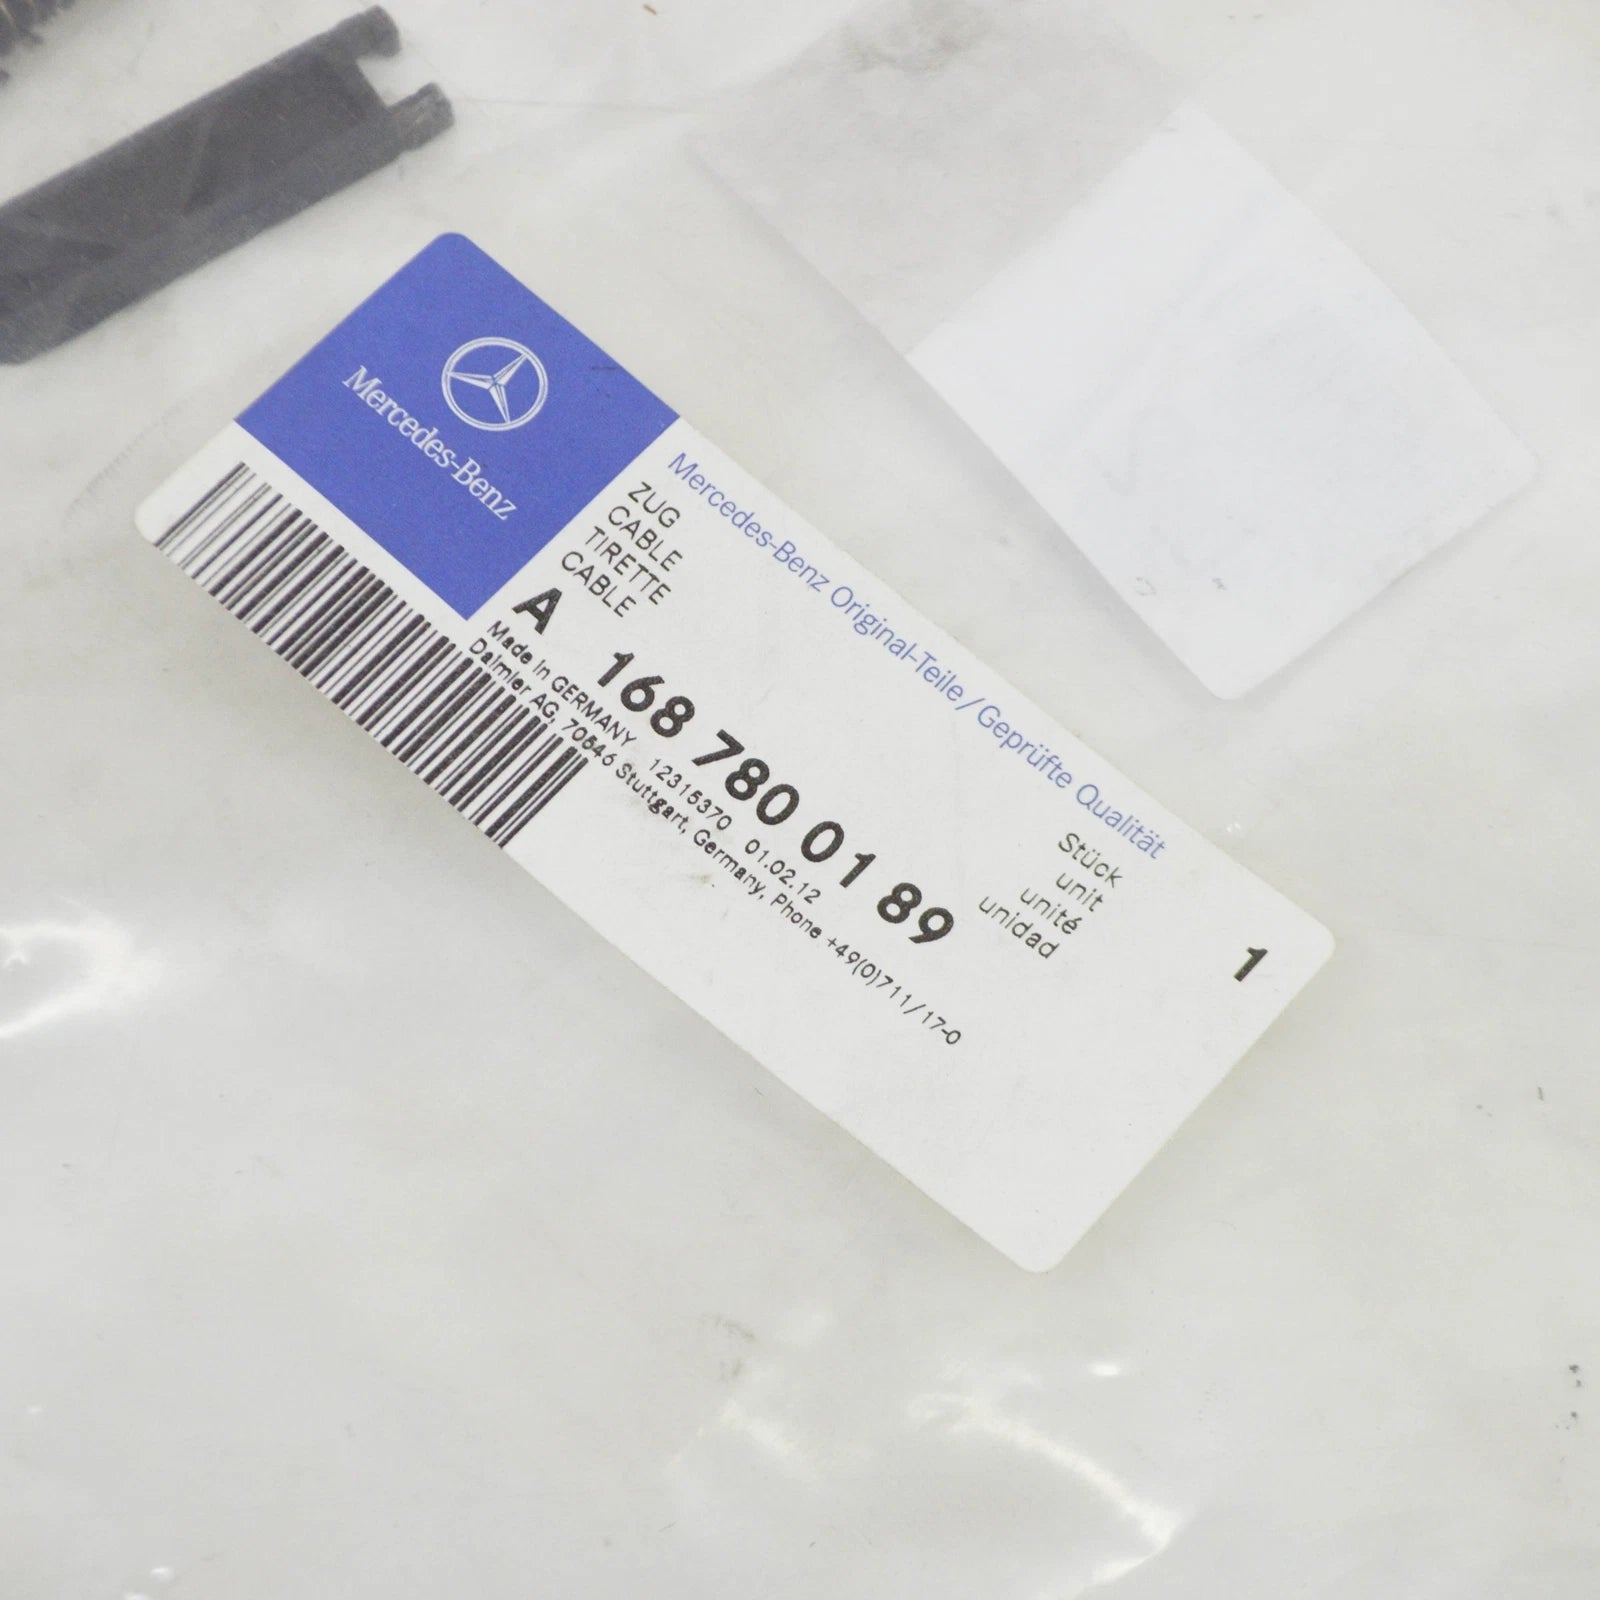 Mercedes-Benz
Mercedes-Benz Original-Teile/Geprüfte Qualität
ZUG
CABLE
TIRETTE
CABLE
Stück
unit
unité
unidad
1
A 168 780 01 89
Made in GERMANY 12315370 01.02.12
Daimler AG, 70546 Stuttgart, Germany, Phone +49(0)711/17-0